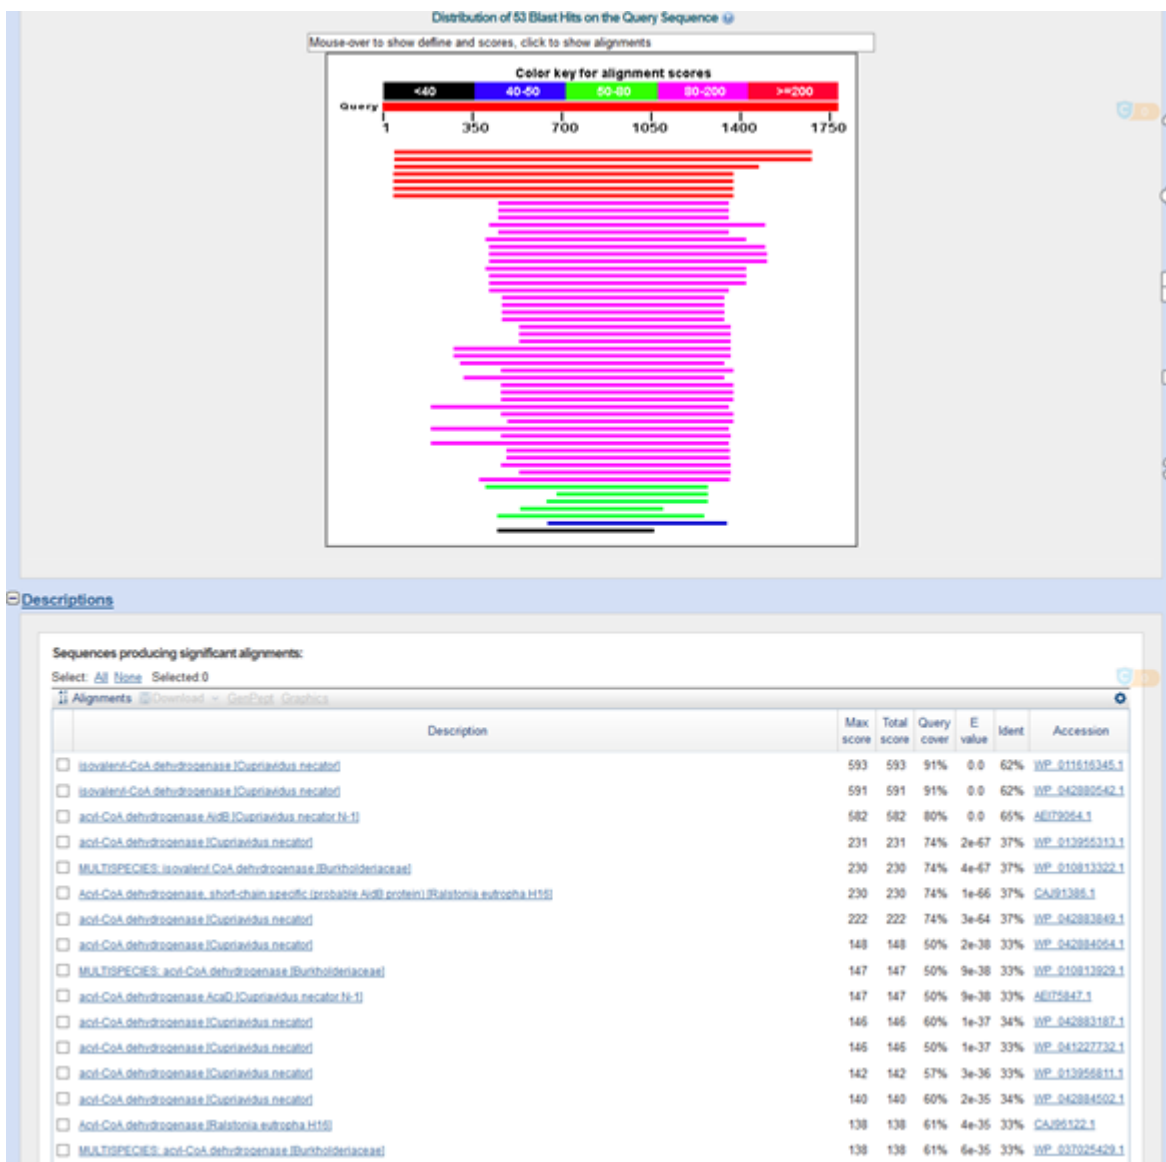 Distribution of 53 Blast Hits on the Query Sequence
Mouse-over to show defline and scores, click to show alignments
Color key for alignment scores
<40 40-50 50-80 80-200 >=200
Query
1 350 700 1050 1400 1750
Descriptions
Sequences producing significant alignments:
Select: All None Selected:0
Alignments Download GenPept Graphics
Description Max score Total score Query cover E value Ident Accession
isovaleryl-CoA dehydrogenase [Cupriavidus necator] 593 593 91% 0.0 62% WP_011616345.1
isovaleryl-CoA dehydrogenase [Cupriavidus necator] 591 591 91% 0.0 62% WP_042880542.1
acyl-CoA dehydrogenase AidB [Cupriavidus necator N-1] 582 582 80% 0.0 65% AEI79064.1
acyl-CoA dehydrogenase [Cupriavidus necator] 231 231 74% 2e-67 37% WP_013955313.1
MULTISPECIES: isovaleryl CoA dehydrogenase [Burkholderiaceae] 230 230 74% 4e-67 37% WP_010813322.1
Acyl-CoA dehydrogenase, short-chain specific (probable AidB protein) [Ralstonia eutropha H16] 230 230 74% 1e-66 37% CAJ91386.1
acyl-CoA dehydrogenase [Cupriavidus necator] 222 222 74% 3e-64 37% WP_042883849.1
acyl-CoA dehydrogenase [Cupriavidus necator] 148 148 50% 2e-38 33% WP_042884064.1
MULTISPECIES: acyl-CoA dehydrogenase [Burkholderiaceae] 147 147 50% 9e-38 33% WP_010813929.1
acyl-CoA dehydrogenase AcaD [Cupriavidus necator N-1] 147 147 50% 9e-38 33% AEI75847.1
acyl-CoA dehydrogenase [Cupriavidus necator] 146 146 60% 1e-37 34% WP_042883187.1
acyl-CoA dehydrogenase [Cupriavidus necator] 146 146 50% 1e-37 33% WP_041227732.1
acyl-CoA dehydrogenase [Cupriavidus necator] 142 142 57% 3e-36 33% WP_013956811.1
acyl-CoA dehydrogenase [Cupriavidus necator] 140 140 60% 2e-35 34% WP_042884502.1
Acyl-CoA dehydrogenase [Ralstonia eutropha H16] 138 138 61% 4e-35 33% CAJ96122.1
MULTISPECIES: acyl-CoA dehydrogenase [Burkholderiaceae] 138 138 61% 6e-35 33% WP_037025429.1